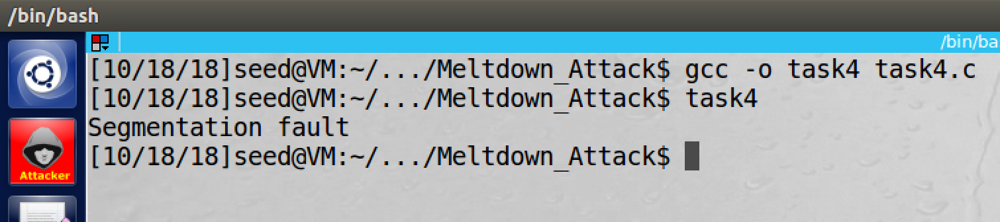 /bin/bash
/bin/ba
[10/18/18]seed@VM:~/.../Meltdown_Attack$ gcc -o task4 task4.c
[10/18/18]seed@VM:~/.../Meltdown_Attack$ task4
Segmentation fault
[10/18/18]seed@VM:~/.../Meltdown_Attack$
Attacker